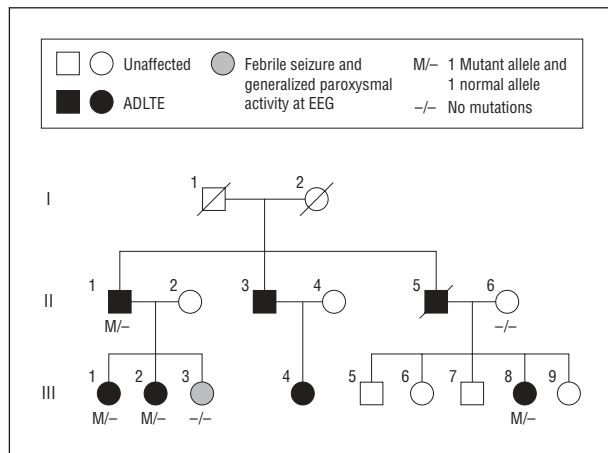 Unaffected
ADLTE
Febrile seizure and
generalized paroxysmal
activity at EEG
M/– 1 Mutant allele and
1 normal allele
–/– No mutations
I
1 2
II
1 2 3 4 5 6
M/– –/–
III
1 2 3 4 5 6 7 8 9
M/– M/– –/– M/–